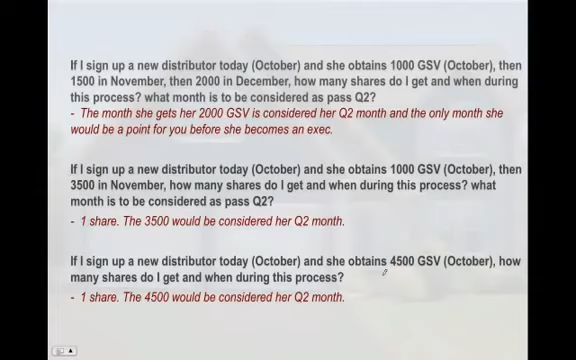 If I sign up a new distributor today (October) and she obtains 1000 GSV (October), then
1500 in November, then 2000 in December, how many shares do I get and when during
this process? what month is to be considered as pass Q2?
- The month she gets her 2000 GSV is considered her Q2 month and the only month she
would be a point for you before she becomes an exec.
If I sign up a new distributor today (October) and she obtains 1000 GSV (October), then
3500 in November, how many shares do I get and when during this process? what
month is to be considered as pass Q2?
- 1 share. The 3500 would be considered her Q2 month.
If I sign up a new distributor today (October) and she obtains 4500 GSV (October), how
many shares do I get and when during this process?
- 1 share. The 4500 would be considered her Q2 month.